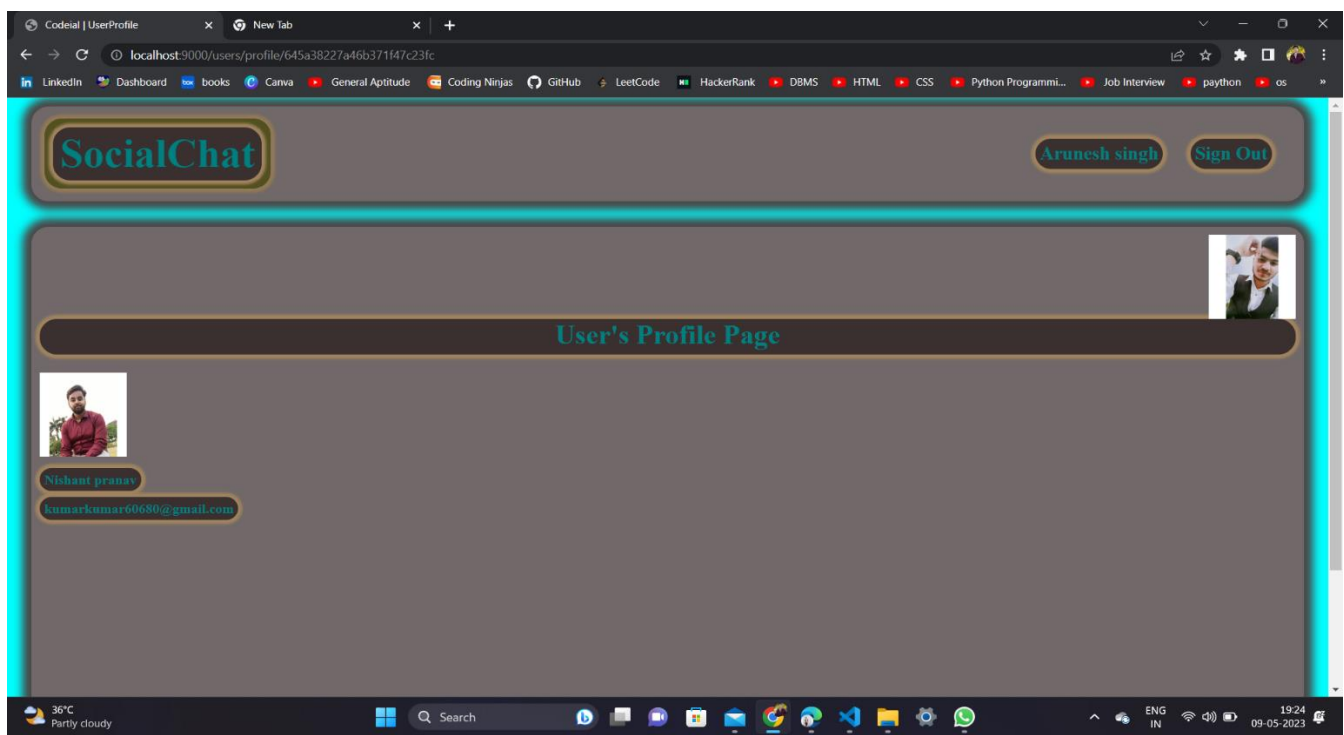 Codeial | UserProfile
New Tab
localhost:9000/users/profile/645a38227a46b371f47c23fc
in LinkedIn Dashboard box books C Canva General Aptitude Coding Ninjas GitHub LeetCode HackerRank DBMS HTML CSS Python Programmi... Job Interview paython os »
SocialChat
Arunesh singh Sign Out
User's Profile Page
Nishant pranav
kumarkumar60680@gmail.com
36°C
Partly cloudy
Search
ENG
IN
19:24
09-05-2023